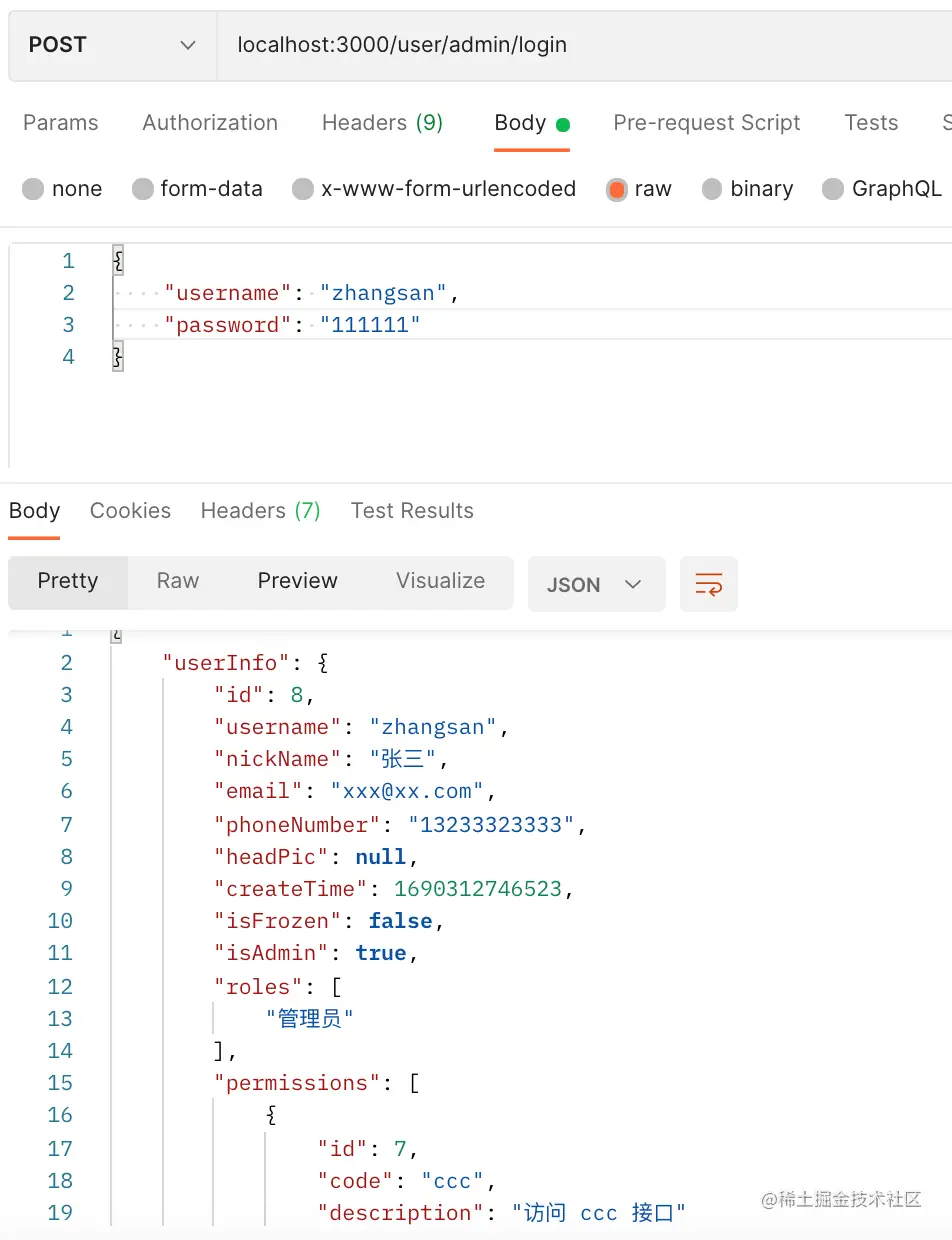 POST localhost:3000/user/admin/login
Params Authorization Headers (9) Body Pre-request Script Tests S
none form-data x-www-form-urlencoded raw binary GraphQL
1 {
2 "username": "zhangsan",
3 "password": "111111"
4 }
Body Cookies Headers (7) Test Results
Pretty Raw Preview Visualize JSON
1 {
2 "userInfo": {
3 "id": 8,
4 "username": "zhangsan",
5 "nickName": "张三",
6 "email": "xxx@xx.com",
7 "phoneNumber": "13233323333",
8 "headPic": null,
9 "createTime": 1690312746523,
10 "isFrozen": false,
11 "isAdmin": true,
12 "roles": [
13 "管理员"
14 ],
15 "permissions": [
16 {
17 "id": 7,
18 "code": "ccc",
19 "description": "访问 ccc 接口"
@稀土掘金技术社区